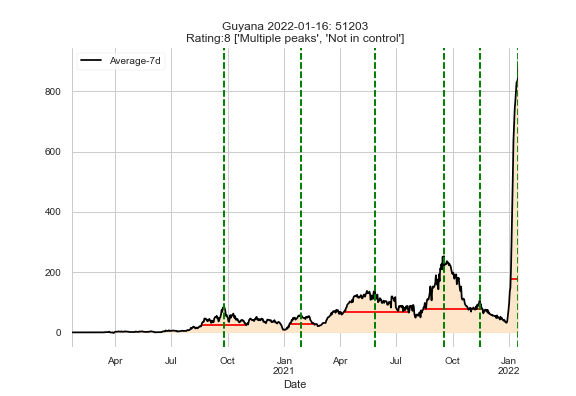 Guyana 2022-01-16: 51203
Rating:8 ['Multiple peaks', 'Not in control']
Average-7d
800
600
400
200
0
Apr Jul Oct Jan Apr Jul Oct Jan
2021 2022
Date